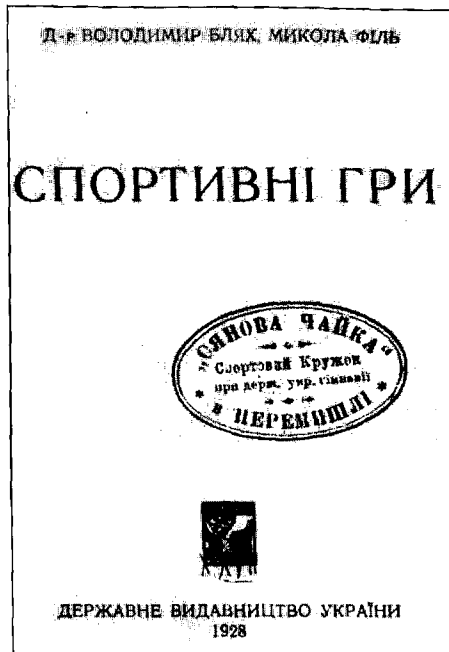 Д-р ВОЛОДИМИР БЛЯХ, МИКОЛА ФІЛЬ
СПОРТИВНІ ГРИ
„СЯНОВА ЧАЙКА“
Спортовий Кружок
при держ. укр. гімназії
в ПЕРЕМИШЛІ
ДЕРЖАВНЕ ВИДАВНИЦТВО УКРАЇНИ
1928